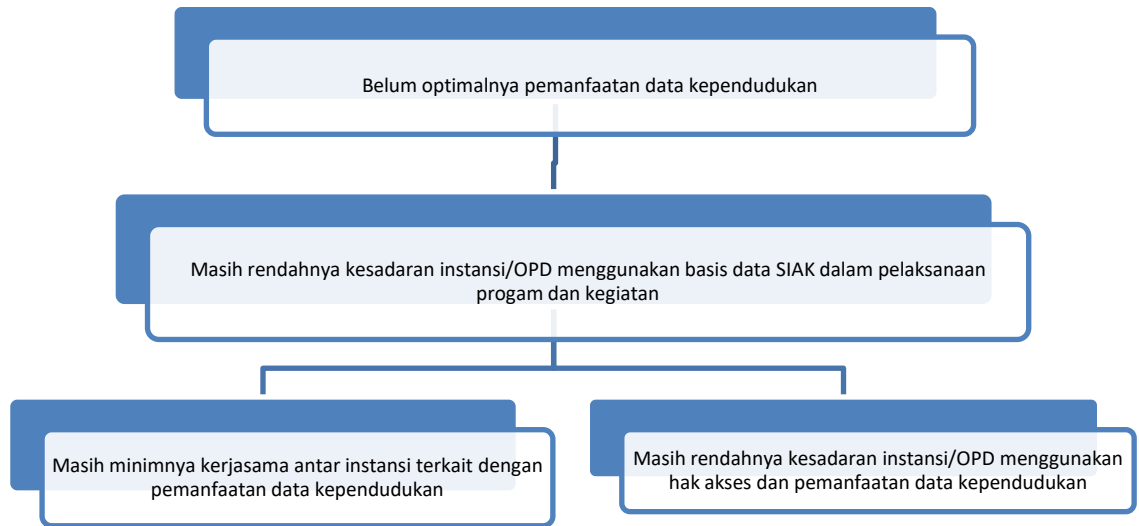 Belum optimalnya pemanfaatan data kependudukan
Masih rendahnya kesadaran instansi/OPD menggunakan basis data SIAK dalam pelaksanaan
progam dan kegiatan
Masih minimnya kerjasama antar instansi terkait dengan
pemanfaatan data kependudukan
Masih rendahnya kesadaran instansi/OPD menggunakan
hak akses dan pemanfaatan data kependudukan